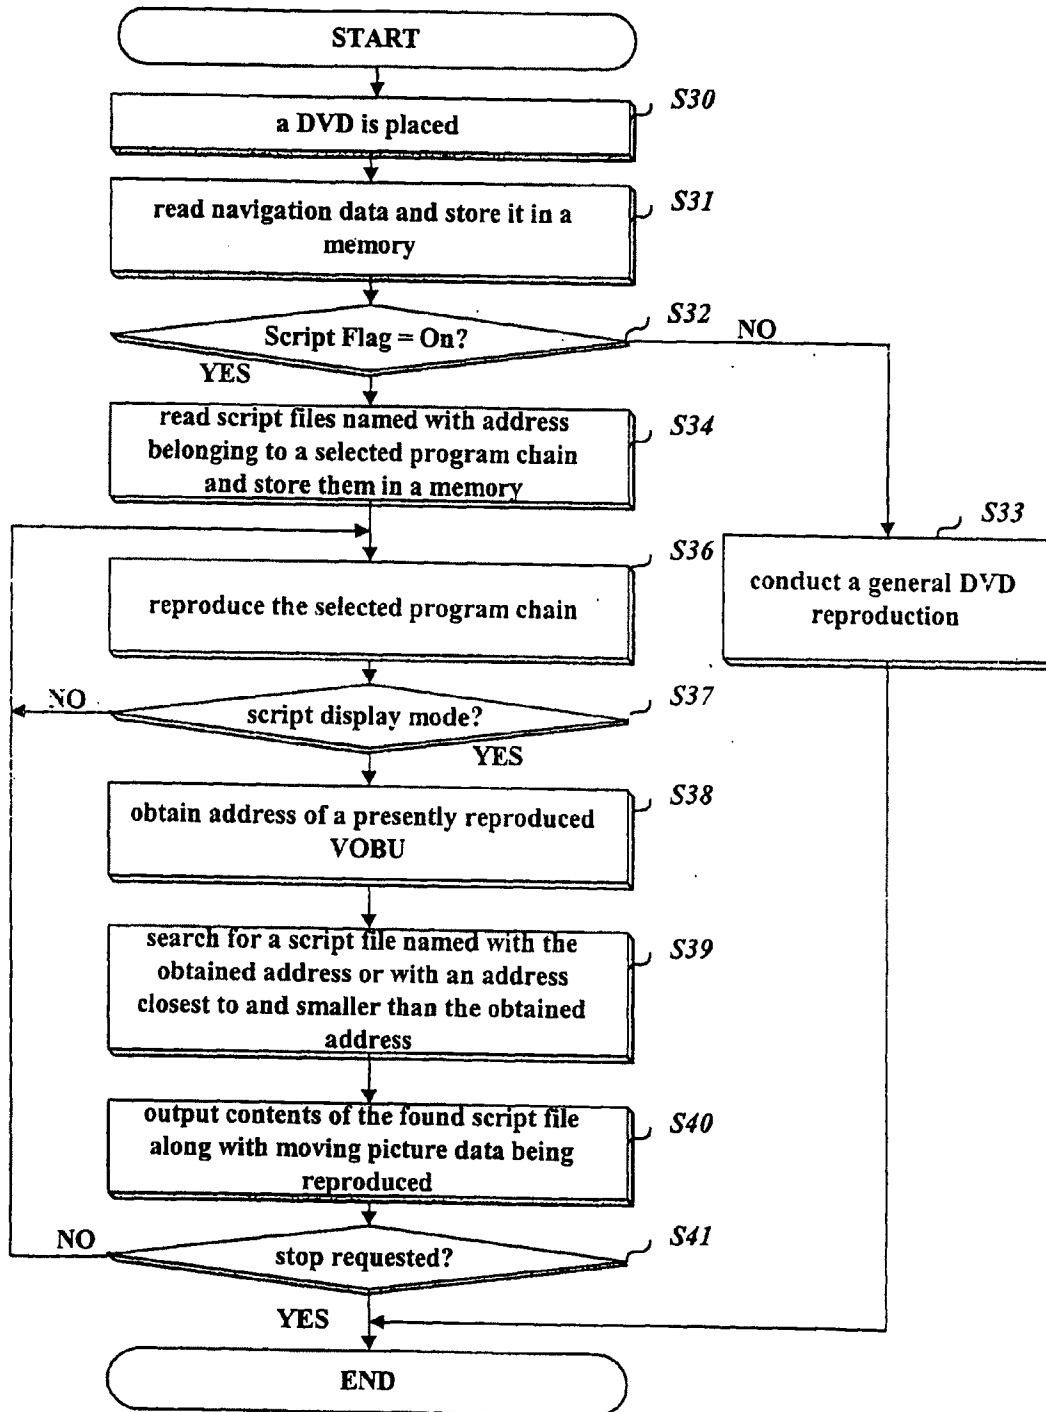 START
S30
a DVD is placed
S31
read navigation data and store it in a
memory
S32
Script Flag = On?
NO
YES
S34
read script files named with address
belonging to a selected program chain
and store them in a memory
S33
conduct a general DVD
reproduction
S36
reproduce the selected program chain
S37
NO
script display mode?
YES
S38
obtain address of a presently reproduced
VOBU
S39
search for a script file named with the
obtained address or with an address
closest to and smaller than the obtained
address
S40
output contents of the found script file
along with moving picture data being
reproduced
S41
NO
stop requested?
YES
END